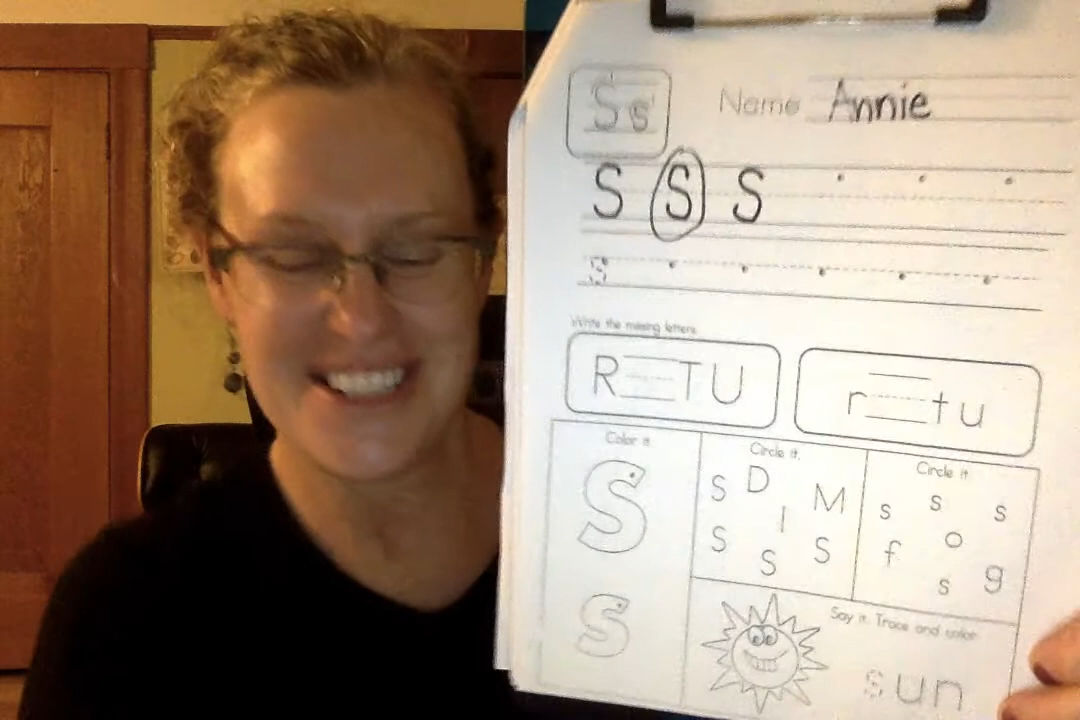 Ss Name Annie
S S S
s
Write the missing letters
R TU r tu
Color it
S
s
Circle it.
S D M
I
S S S
Circle it
s s s
f o
s g
Say it. Trace and color.
sun